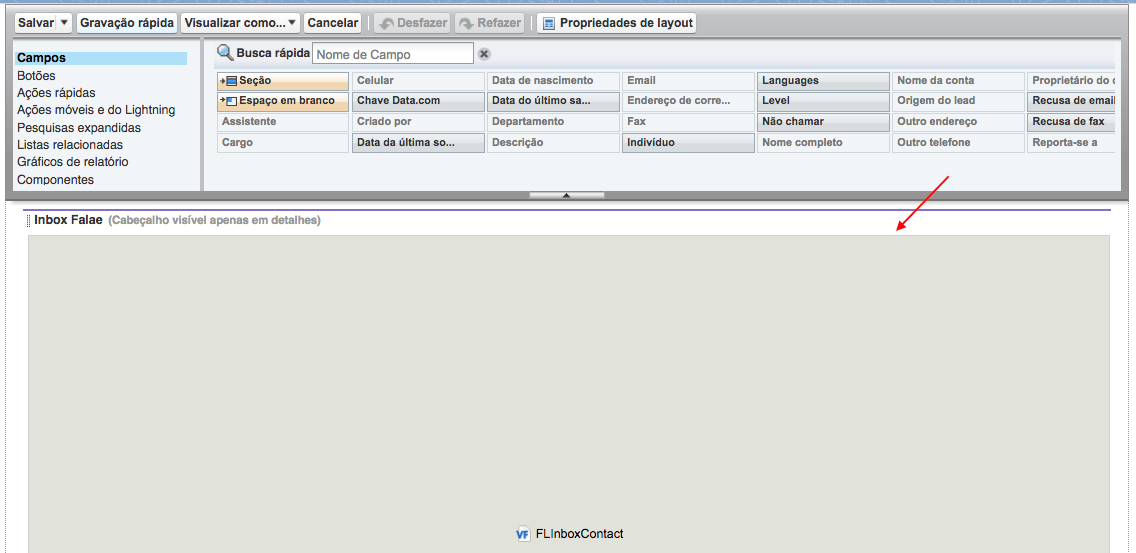 Salvar Gravação rápida Visualizar como... Cancelar Desfazer Refazer Propriedades de layout
Campos
Botões
Ações rápidas
Ações móveis e do Lightning
Pesquisas expandidas
Listas relacionadas
Gráficos de relatório
Componentes
Busca rápida Nome de Campo
Seção Celular Data de nascimento Email Languages Nome da conta Proprietário do c
Espaço em branco Chave Data.com Data do último sa... Endereço de corre... Level Origem do lead Recusa de email
Assistente Criado por Departamento Fax Não chamar Outro endereço Recusa de fax
Cargo Data da última so... Descrição Indivíduo Nome completo Outro telefone Reporta-se a
Inbox Falae (Cabeçalho visível apenas em detalhes)
VF FLInboxContact